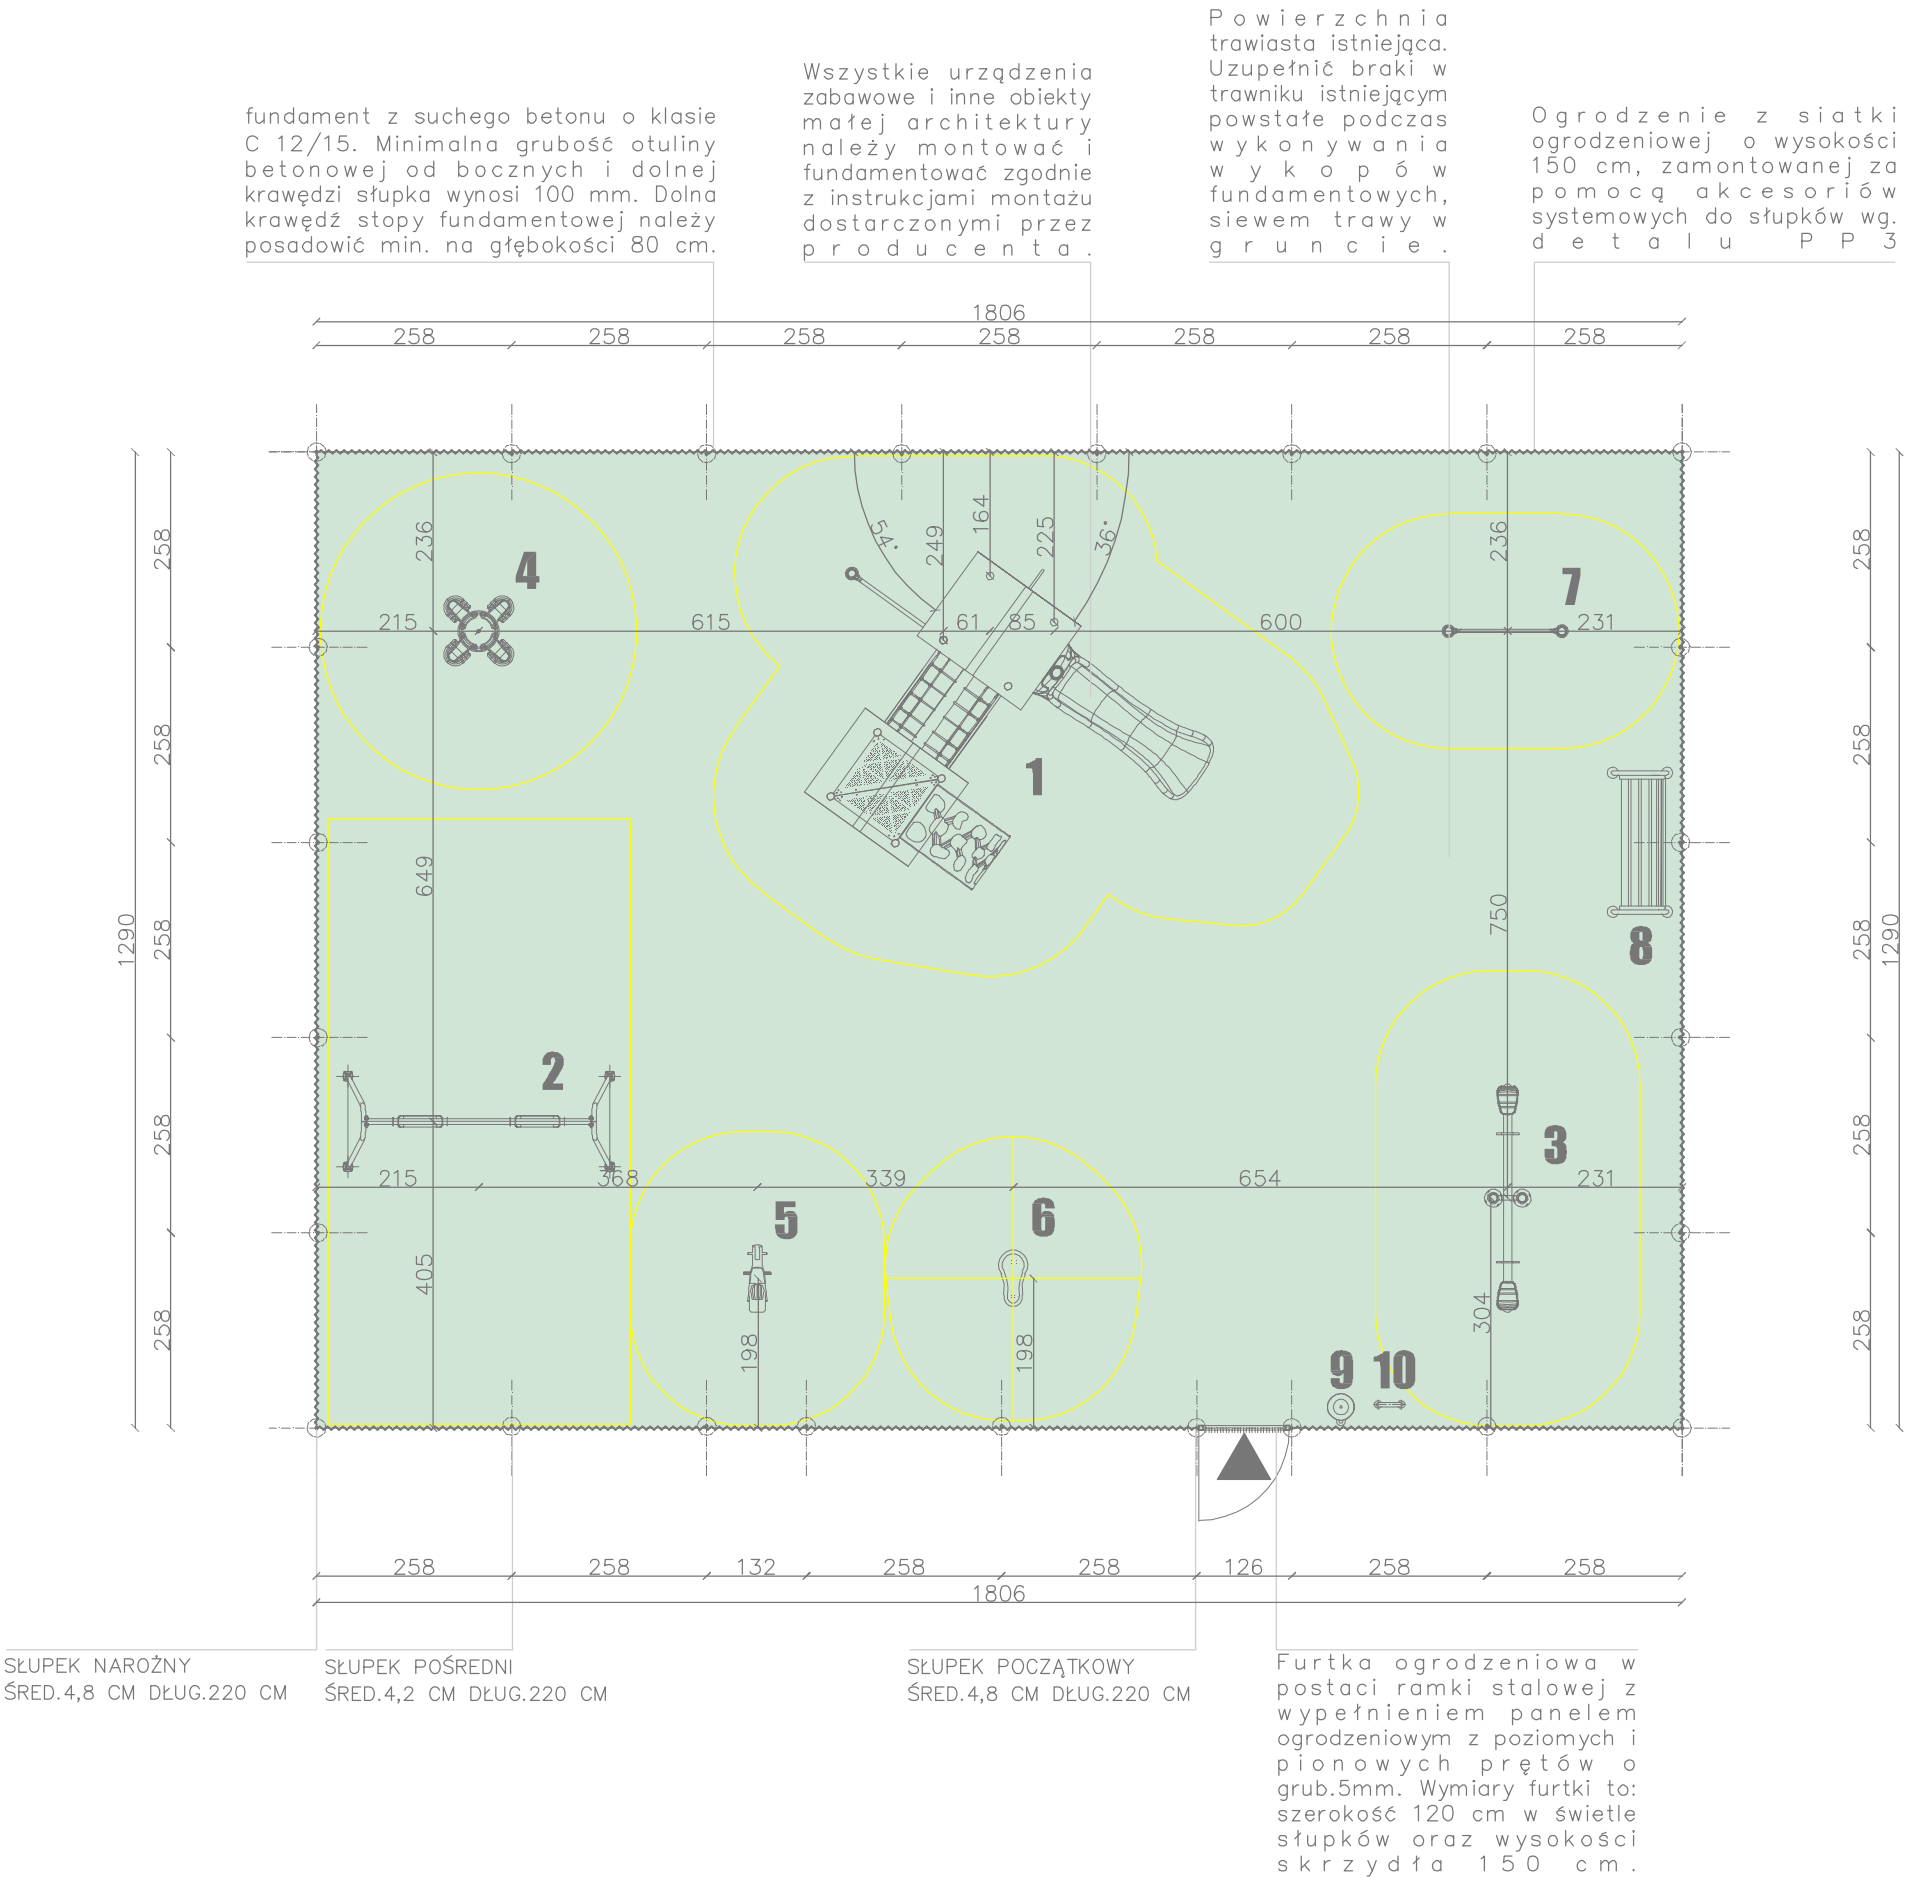 fundament z suchego betonu o klasie
C 12/15. Minimalna grubość otuliny
betonowej od bocznych i dolnej
krawędzi słupka wynosi 100 mm. Dolna
krawędź stopy fundamentowej należy
posadowić min. na głębokości 80 cm.
Wszystkie urządzenia
zabawowe i inne obiekty
małej architektury
należy montować i
fundamentować zgodnie
z instrukcjami montażu
dostarczonymi przez
producenta.
Powierzchnia
trawiasta istniejąca.
Uzupełnić braki w
trawniku istniejącym
powstałe podczas
wykonywania
wykopów
fundamentowych,
siewem trawy w
gruncie.
Ogrodzenie z siatki
ogrodzeniowej o wysokości
150 cm, zamontowanej za
pomocą akcesoriów
systemowych do słupków wg.
detalu PP3
1806
258 258 258 258 258 258 258
1290
258
258
258
258
258
236
4
215
649
615
54°
249
164
225
36°
61
85
1
600
236
7
231
750
8
258
258
258
258
258
1290
2
215
368
405
5
198
339
6
198
654
3
231
304
9
10
258 258 132 258 258 126 258 258
1806
SŁUPEK NAROŻNY
ŚRED.4,8 CM DŁUG.220 CM
SŁUPEK POŚREDNI
ŚRED.4,2 CM DŁUG.220 CM
SŁUPEK POCZĄTKOWY
ŚRED.4,8 CM DŁUG.220 CM
Furtka ogrodzeniowa w
postaci ramki stalowej z
wypełnieniem panelem
ogrodzeniowym z poziomych i
pionowych prętów o
grub.5mm. Wymiary furtki to:
szerokość 120 cm w świetle
słupków oraz wysokości
skrzydła 150 cm.